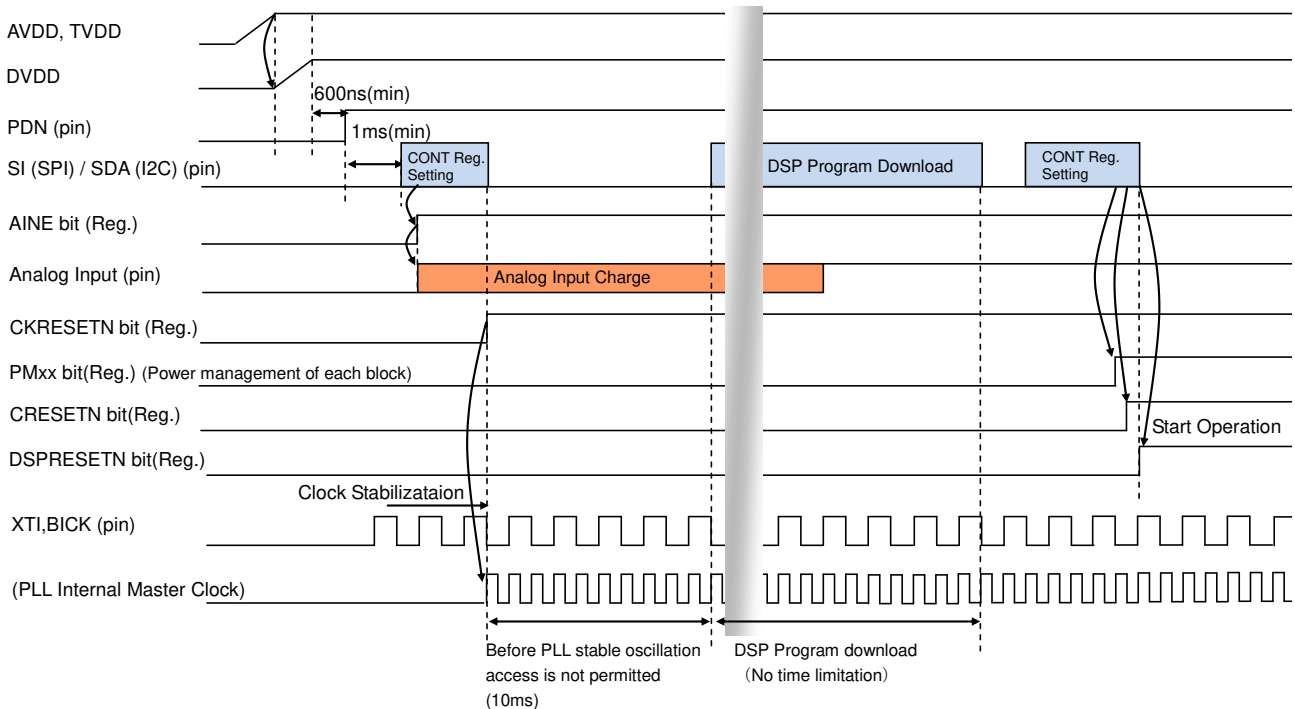 AVDD, TVDD
DVDD
600ns(min)
PDN (pin)
1ms(min)
SI (SPI) / SDA (I2C) (pin)
CONT Reg.
Setting
DSP Program Download
CONT Reg.
Setting
AINE bit (Reg.)
Analog Input (pin)
Analog Input Charge
CKRESETN bit (Reg.)
PMxx bit(Reg.) (Power management of each block)
CRESETN bit(Reg.)
Start Operation
DSPRESETN bit(Reg.)
Clock Stabilizataion
XTI,BICK (pin)
(PLL Internal Master Clock)
Before PLL stable oscillation
access is not permitted
(10ms)
DSP Program download
(No time limitation)